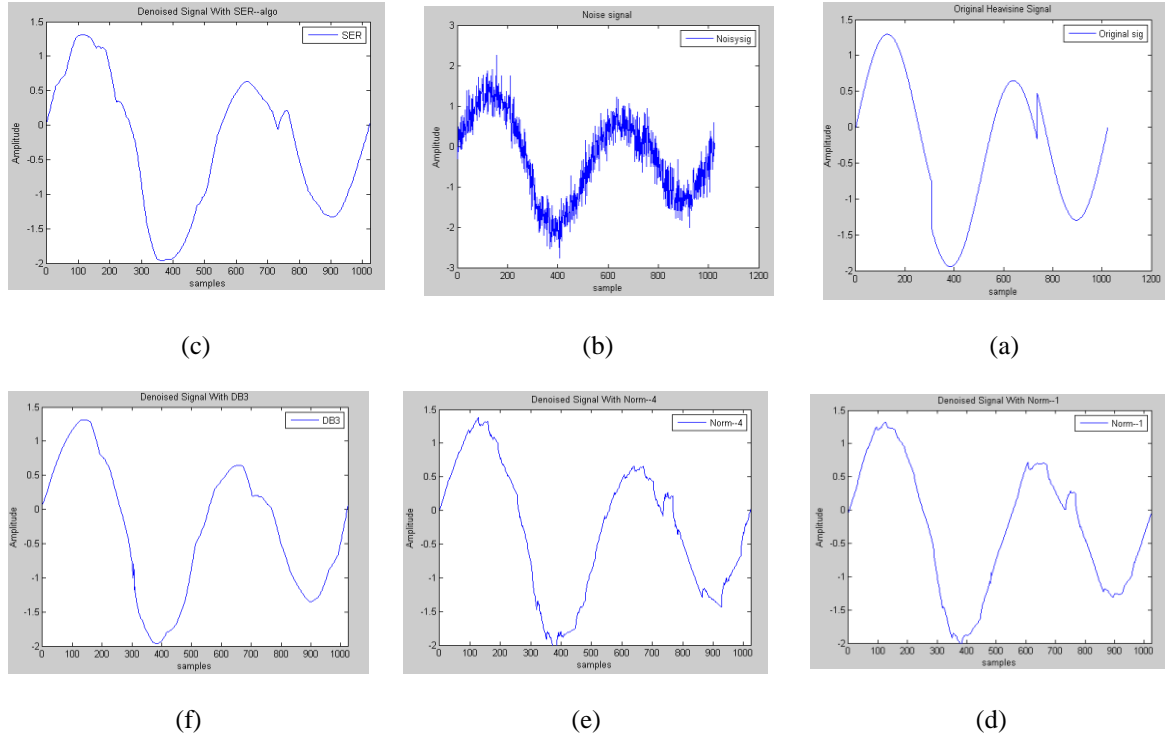 Denoised Signal With SER--algo
SER
1.5
1
0.5
0
-0.5
-1
-1.5
-2
Amplitude
0 100 200 300 400 500 600 700 800 900 1000
samples
(c)
Noise signal
Noisysig
3
2
1
0
-1
-2
-3
Amplitude
0 200 400 600 800 1000 1200
sample
(b)
Original Heavisine Signal
Original sig
1.5
1
0.5
0
-0.5
-1
-1.5
-2
Amplitude
0 200 400 600 800 1000 1200
sample
(a)
Denoised Signal With DB3
DB3
1.5
1
0.5
0
-0.5
-1
-1.5
-2
Amplitude
0 100 200 300 400 500 600 700 800 900 1000
samples
(f)
Denoised Signal With Norm--4
Norm--4
1.5
1
0.5
0
-0.5
-1
-1.5
-2
Amplitude
0 100 200 300 400 500 600 700 800 900 1000
samples
(e)
Denoised Signal With Norm--1
Norm--1
1.5
1
0.5
0
-0.5
-1
-1.5
-2
Amplitude
0 100 200 300 400 500 600 700 800 900 1000
samples
(d)